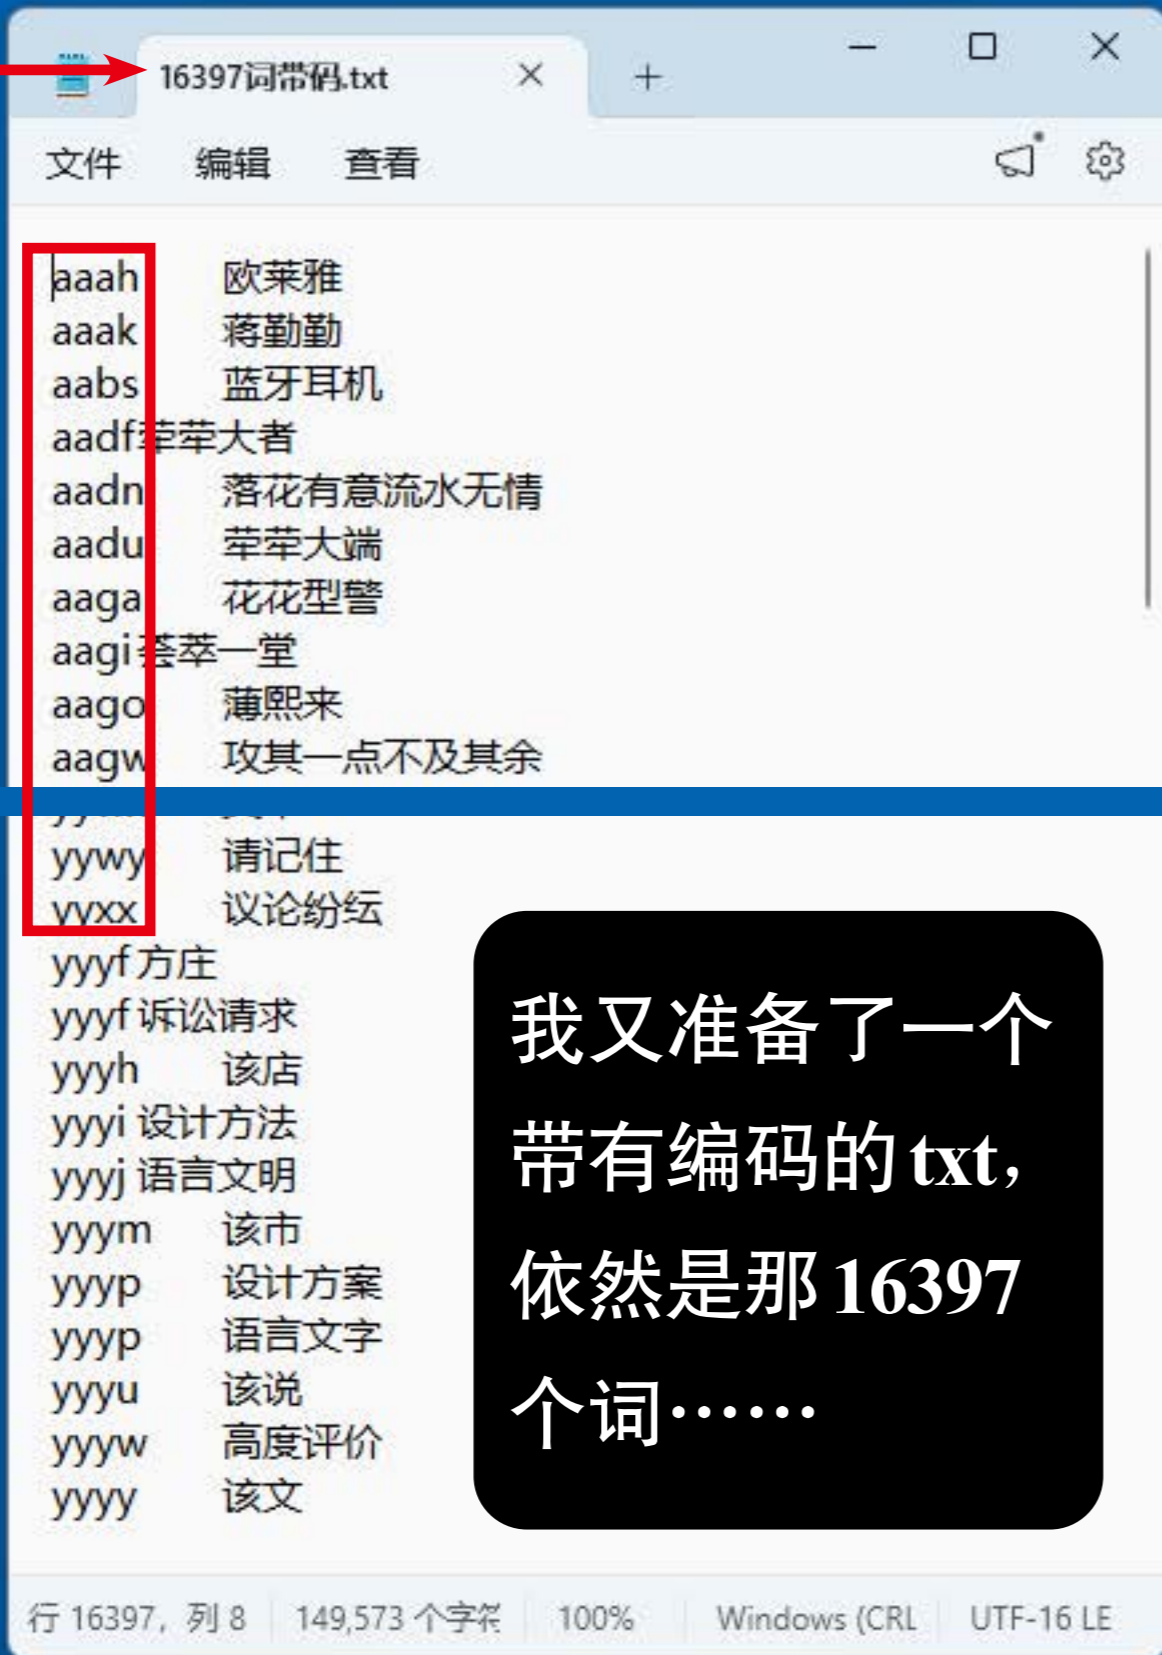 16397词带码.txt
文件 编辑 查看
aaah 欧莱雅
aaak 蒋勤勤
aabs 蓝牙耳机
aadf 荦荦大者
aadn 落花有意流水无情
aadu 荦荦大端
aaga 花花型警
aagi 荟萃一堂
aago 薄熙来
aagw 攻其一点不及其余
yywy 请记住
yyxx 议论纷纭
yyyf 方庄
yyyf 诉讼请求
yyyh 该店
yyyi 设计方法
yyyj 语言文明
yyym 该市
yyyp 设计方案
yyyp 语言文字
yyyu 该说
yyyw 高度评价
yyyy 该文
我又准备了一个
带有编码的txt，
依然是那16397
个词……
行 16397，列 8 149,573 个字符 100% Windows (CRL UTF-16 LE